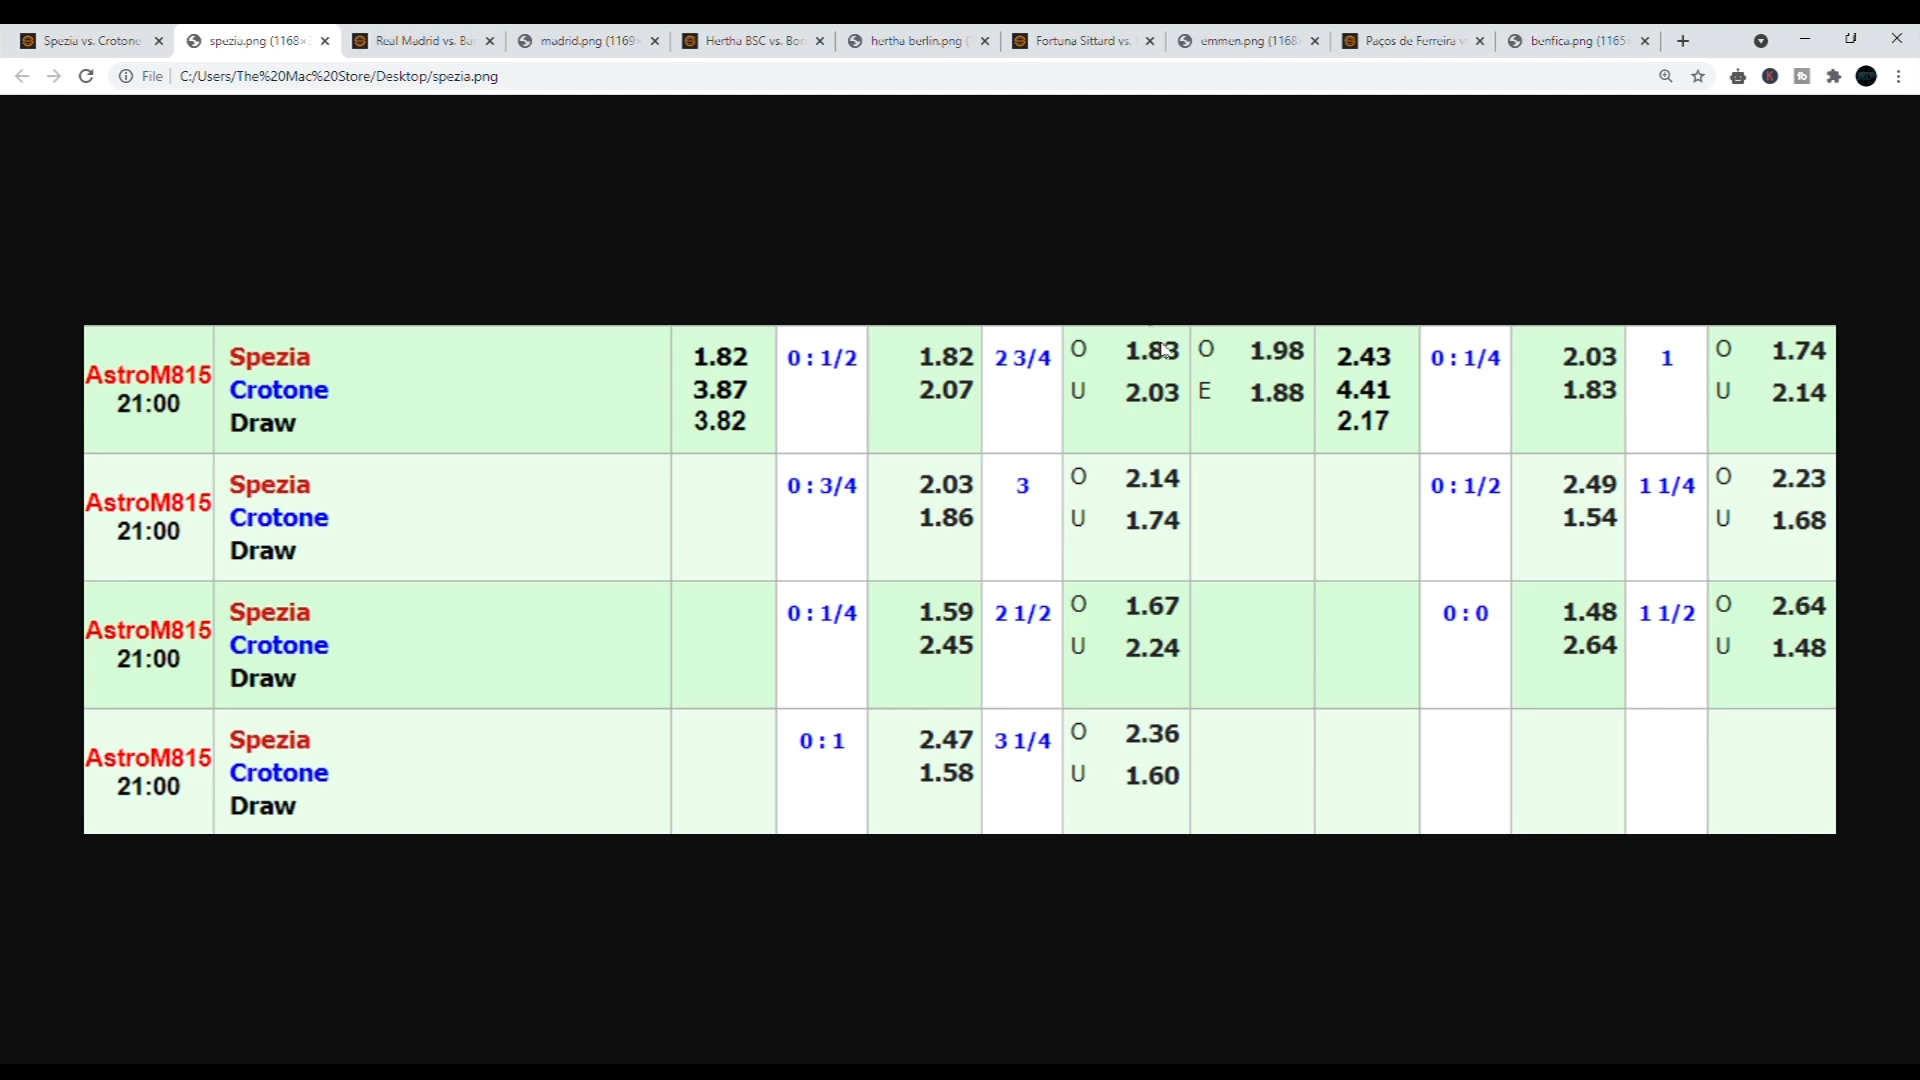 Spezia vs. Crotone
spezia.png (1168×
Real Madrid vs. Bar
madrid.png (1169
Hertha BSC vs. Bor
hertha berlin.png (
Fortuna Sittard vs.
emmen.png (1168
Paços de Ferreira v
benfica.png (1165
File C:/Users/The%20Mac%20Store/Desktop/spezia.png
AstroM815 Spezia 1.82 0 : 1/2 1.82 2 3/4 O 1.83 O 1.98 2.43 0 : 1/4 2.03 1 O 1.74
21:00 Crotone 3.87 2.07 U 2.03 E 1.88 4.41 1.83 U 2.14
Draw 3.82 2.17
AstroM815 Spezia 0 : 3/4 2.03 3 O 2.14 0 : 1/2 2.49 1 1/4 O 2.23
21:00 Crotone 1.86 U 1.74 1.54 U 1.68
Draw
AstroM815 Spezia 0 : 1/4 1.59 2 1/2 O 1.67 0 : 0 1.48 1 1/2 O 2.64
21:00 Crotone 2.45 U 2.24 2.64 U 1.48
Draw
AstroM815 Spezia 0 : 1 2.47 3 1/4 O 2.36
21:00 Crotone 1.58 U 1.60
Draw